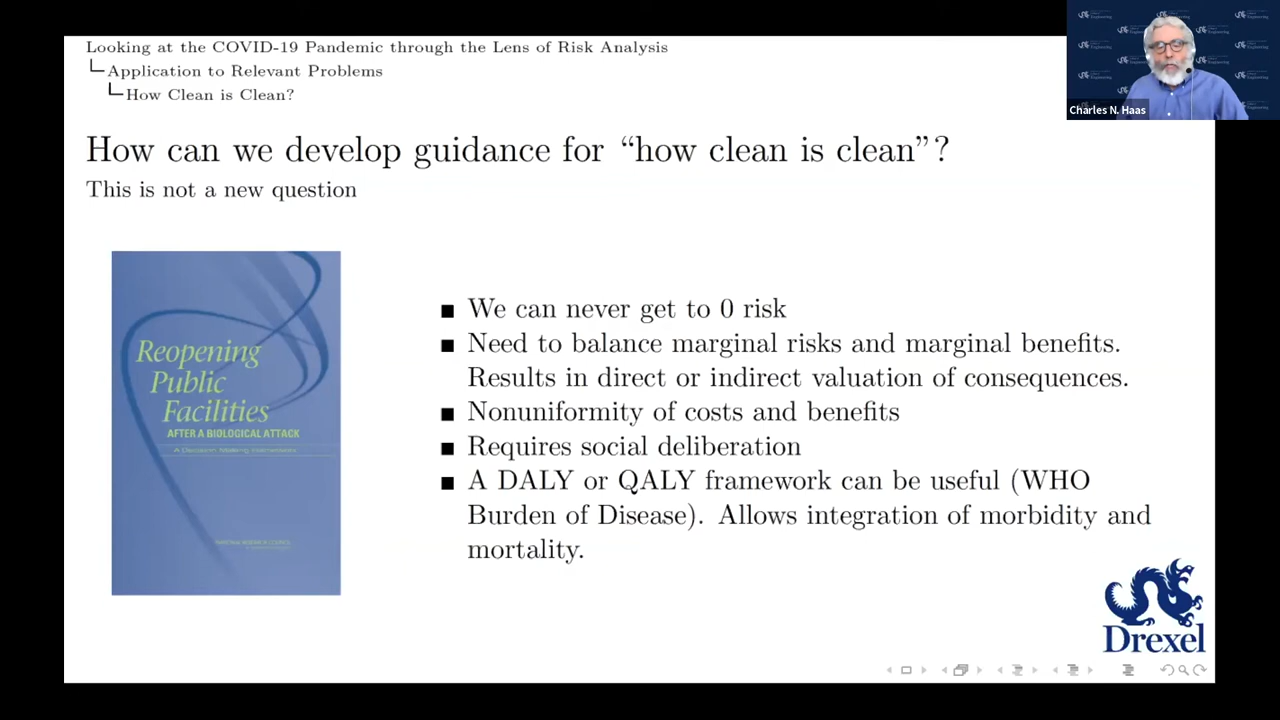 Looking at the COVID-19 Pandemic through the Lens of Risk Analysis
Application to Relevant Problems
How Clean is Clean?
Charles N. Haas
How can we develop guidance for “how clean is clean”?
This is not a new question
Reopening
Public
Facilities
AFTER A BIOLOGICAL ATTACK
A Decision Making Framework
NATIONAL RESEARCH COUNCIL
■ We can never get to 0 risk
■ Need to balance marginal risks and marginal benefits.
Results in direct or indirect valuation of consequences.
■ Nonuniformity of costs and benefits
■ Requires social deliberation
■ A DALY or QALY framework can be useful (WHO
Burden of Disease). Allows integration of morbidity and
mortality.
Drexel